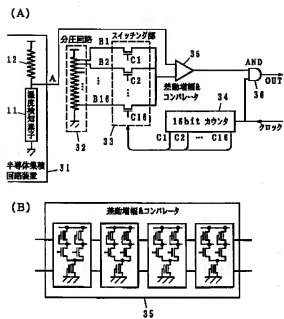 (A)
スイッチング部
分圧回路
B1
B2
B16
C1
C2
C16
12
A
11
温度検知素子
32
33
半導体集積
回路装置
31
35
差動増幅&
コンパレータ
AND
OUT
36
34
16bit カウンタ
C1 C2 … C16
クロック
(B)
差動増幅&コンパレータ
35